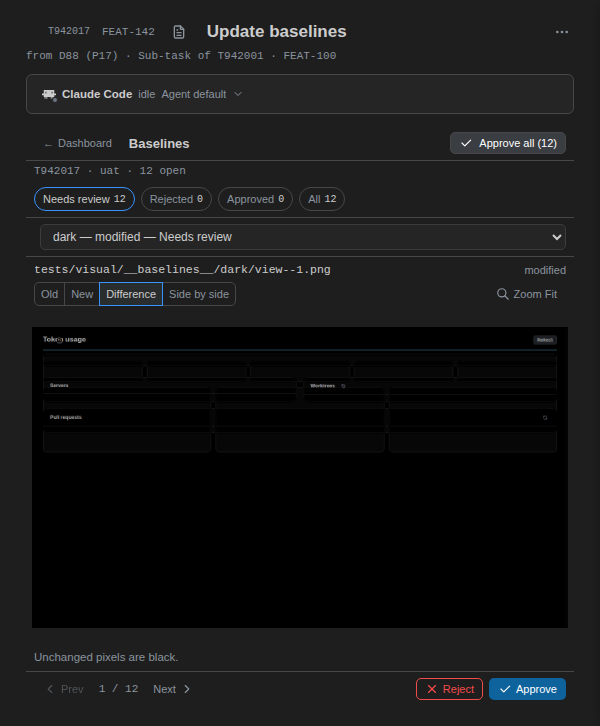 T942017 FEAT-142 Update baselines ···
from D88 (P17) · Sub-task of T942001 · FEAT-100
Claude Code idle Agent default
← Dashboard Baselines Approve all (12)
T942017 · uat · 12 open
Needs review 12 Rejected 0 Approved 0 All 12
dark — modified — Needs review
tests/visual/__baselines__/dark/view--1.png modified
Old New Difference Side by side Zoom Fit
usage
Servers Worktrees
Pull requests
Unchanged pixels are black.
Prev 1 / 12 Next Reject Approve